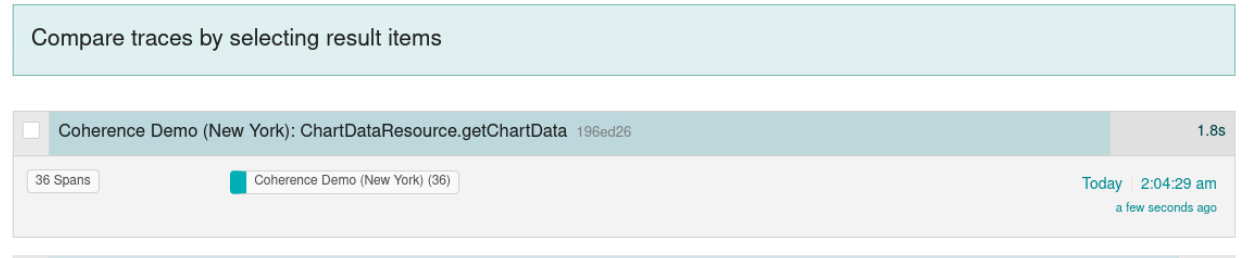 Compare traces by selecting result items
Coherence Demo (New York): ChartDataResource.getChartData 196ed26 1.8s
36 Spans Coherence Demo (New York) (36) Today 2:04:29 am
a few seconds ago